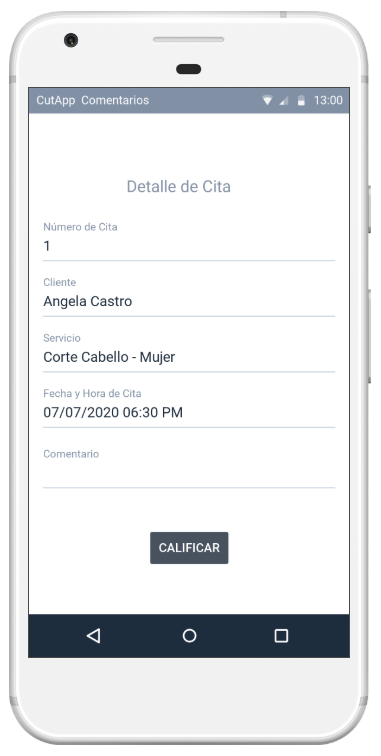 CutApp Comentarios 13:00
Detalle de Cita
Número de Cita
1
Cliente
Angela Castro
Servicio
Corte Cabello - Mujer
Fecha y Hora de Cita
07/07/2020 06:30 PM
Comentario
CALIFICAR